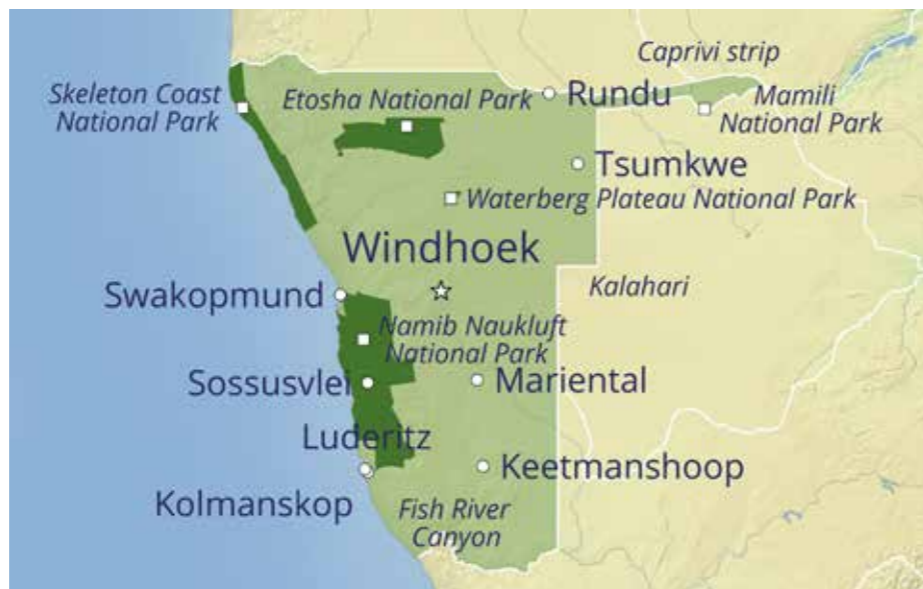 Caprivi strip
Skeleton Coast
National Park
Etosha National Park
Rundu
Mamili
National Park
Tsumkwe
Waterberg Plateau National Park
Windhoek
Kalahari
Swakopmund
Namib Naukluft
National Park
Sossusvlei
Mariental
Luderitz
Keetmanshoop
Kolmanskop
Fish River
Canyon